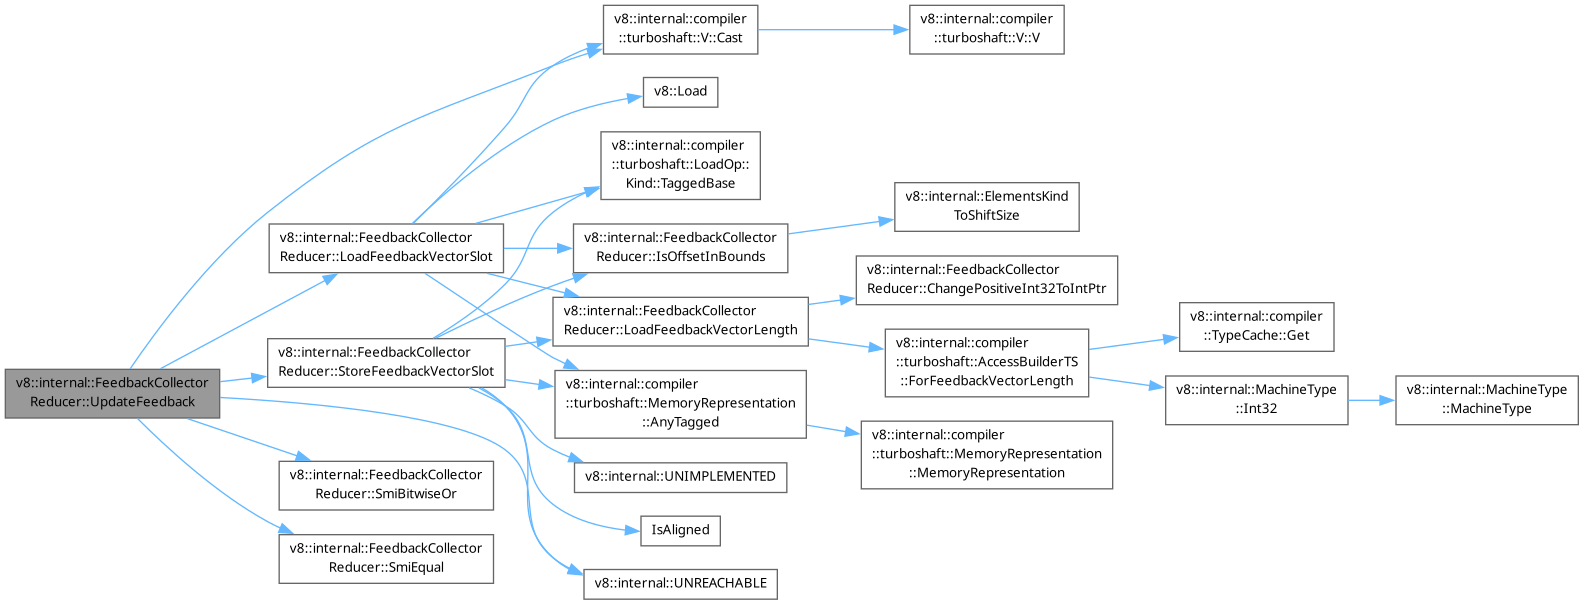 v8::internal::FeedbackCollector
Reducer::UpdateFeedback
v8::internal::FeedbackCollector
Reducer::LoadFeedbackVectorSlot
v8::internal::FeedbackCollector
Reducer::StoreFeedbackVectorSlot
v8::internal::FeedbackCollector
Reducer::SmiBitwiseOr
v8::internal::FeedbackCollector
Reducer::SmiEqual
v8::internal::compiler
::turboshaft::V::Cast
v8::Load
v8::internal::compiler
::turboshaft::LoadOp::
Kind::TaggedBase
v8::internal::FeedbackCollector
Reducer::IsOffsetInBounds
v8::internal::FeedbackCollector
Reducer::LoadFeedbackVectorLength
v8::internal::compiler
::turboshaft::MemoryRepresentation
::AnyTagged
v8::internal::UNIMPLEMENTED
IsAligned
v8::internal::UNREACHABLE
v8::internal::compiler
::turboshaft::V::V
v8::internal::ElementsKind
ToShiftSize
v8::internal::FeedbackCollector
Reducer::ChangePositiveInt32ToIntPtr
v8::internal::compiler
::turboshaft::AccessBuilderTS
::ForFeedbackVectorLength
v8::internal::compiler
::turboshaft::MemoryRepresentation
::MemoryRepresentation
v8::internal::compiler
::TypeCache::Get
v8::internal::MachineType
::Int32
v8::internal::MachineType
::MachineType